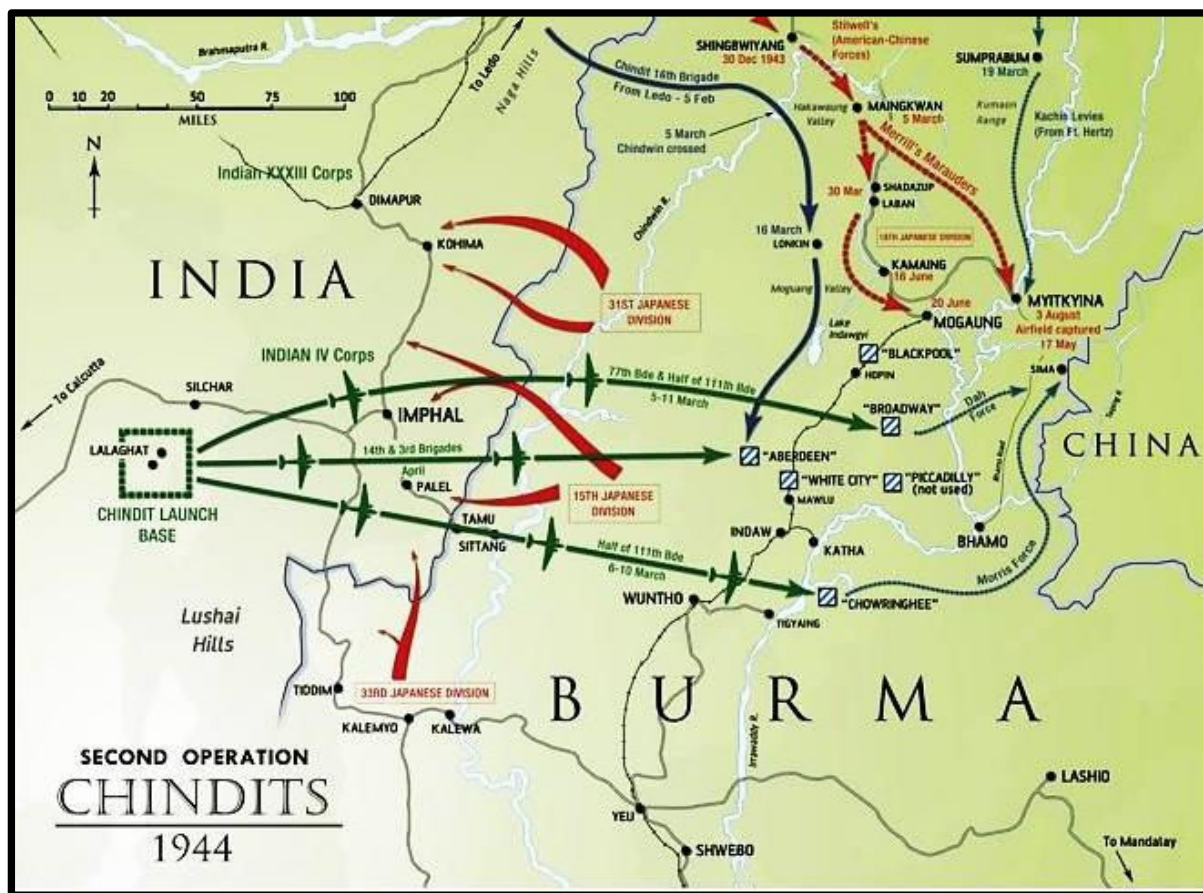 Brahmaputra R.
To Ledo
Naga Hills
0 10 20 50 100
MILES
N
Indian XXXIII Corps
DIMAPUR
KOHIMA
INDIA
Chindit 16th Brigade
From Ledo - 5 Feb
SHINGBWIYANG
30 Dec 1943
Stilwell's
(American-Chinese
Forces)
SUMPRABUM
19 March
Hakawaung
Valley
MAINGKWAN
5 March
Kumaon
Range
Kachin Levies
(From Ft. Hertz)
5 March
Chindwin crossed
Merrill's Marauders
30 Mar
SHADAZUP
LABAN
Chindwin R.
16 March
LONKIN
18TH JAPANESE DIVISION
KAMAING
16 June
Moguang Valley
31ST JAPANESE
DIVISION
20 June
MOGAUNG
MYITKYINA
3 August
Airfield captured
17 May
Lake
Indawgyi
"BLACKPOOL"
HOPIN
SIMA
INDIAN IV Corps
77th Bde & Half of 111th Bde
5-11 March
To Calcutta
SILCHAR
IMPHAL
"BROADWAY"
Dah
Force
CHINA
LALAGHAT
14th & 3rd Brigades
April
"ABERDEEN"
PALEL
"WHITE CITY"
"PICCADILLY"
(not used)
MAWLU
CHINDIT LAUNCH
BASE
15TH JAPANESE
DIVISION
TAMU
SITTANG
INDAW
KATHA
BHAMO
Half of 111th Bde
6-10 March
Morris Force
WUNTHO
"CHOWRINGHEE"
TIGYAING
Lushai
Hills
TIDDIM
33RD JAPANESE DIVISION
KALEMYO
KALEWA
BURMA
Irrawaddy R.
SECOND OPERATION
CHINDITS
1944
YEU
SHWEBO
LASHIO
To Mandalay